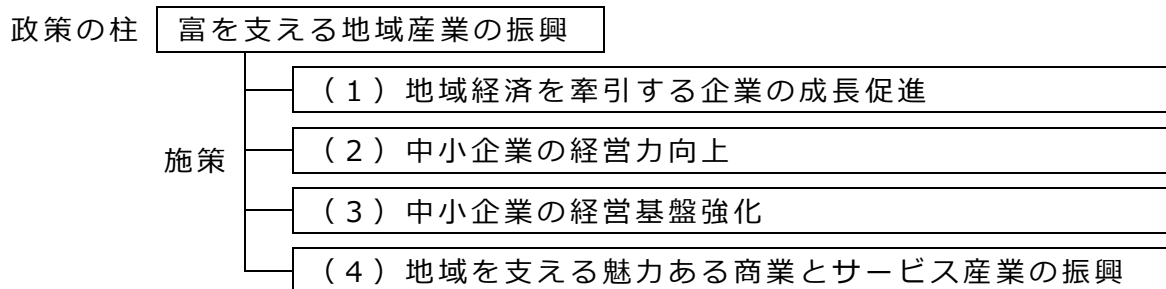 政策の柱 富を支える地域産業の振興
（1）地域経済を牽引する企業の成長促進
（2）中小企業の経営力向上
施策
（3）中小企業の経営基盤強化
（4）地域を支える魅力ある商業とサービス産業の振興